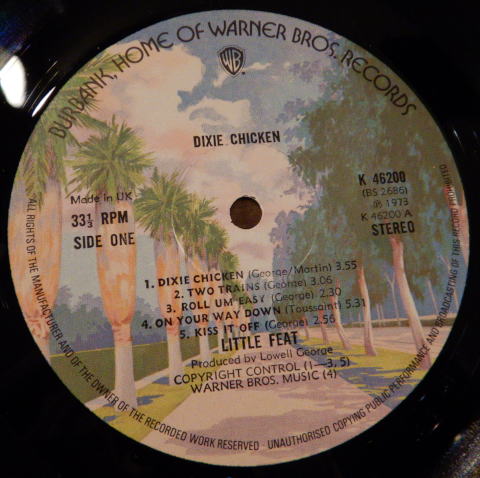 BURBANK, HOME OF WARNER BROS. RECORDS
WB
DIXIE CHICKEN
Made in UK
33⅓ RPM
SIDE ONE
K 46200
(BS 2686)
℗ 1973
K 46200 A
STEREO
1. DIXIE CHICKEN (George/Martin) 3.55
2. TWO TRAINS (George) 3.06
3. ROLL UM EASY (George) 2.30
4. ON YOUR WAY DOWN (Toussaint) 5.31
5. KISS IT OFF (George) 2.56
LITTLE FEAT
Produced by Lowell George
COPYRIGHT CONTROL (1—3, 5)
WARNER BROS. MUSIC (4)
ALL RIGHTS OF THE MANUFACTURER AND OF THE OWNER OF THE RECORDED WORK RESERVED · UNAUTHORISED COPYING PUBLIC PERFORMANCE AND BROADCASTING OF THIS RECORD PROHIBITED